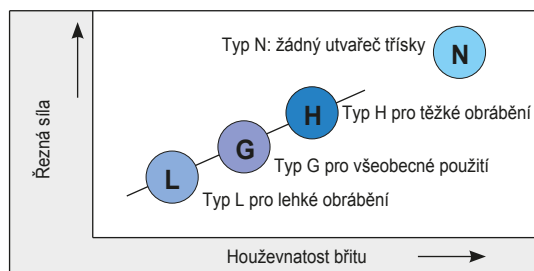 Typ N: žádný utvařeč třísky
N
Typ H pro těžké obrábění
H
Typ G pro všeobecné použití
G
Typ L pro lehké obrábění
L
Řezná síla
Houževnatost břitu